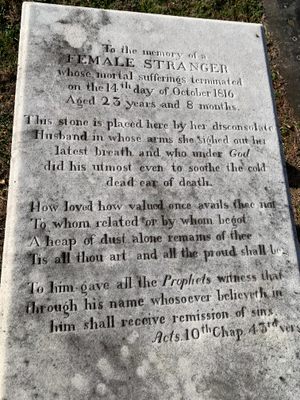 To the memory of a
FEMALE STRANGER
whose mortal sufferings terminated
on the 14th day of October 1816
Aged 23 years and 8 months.
This stone is placed here by her disconsolate
Husband in whose arms she sighed out her
latest breath and who under God
did his utmost even to soothe the cold
dead ear of death.
How loved how valued once avails thee not
To whom related or by whom begot
A heap of dust alone remains of thee
Tis all thou art and all the proud shall be
To him gave all the Prophets witness that
through his name whosoever believeth in
him shall receive remission of sins
Acts. 10th Chap. 43rd vers